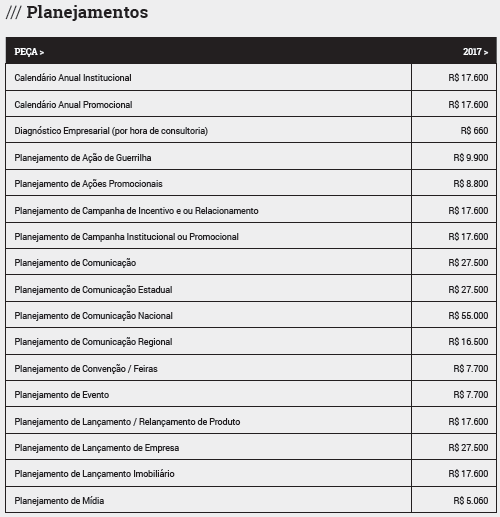 /// Planejamentos
PEÇA > 2017 >
Calendário Anual Institucional R$ 17.600
Calendário Anual Promocional R$ 17.600
Diagnóstico Empresarial (por hora de consultoria) R$ 660
Planejamento de Ação de Guerrilha R$ 9.900
Planejamento de Ações Promocionais R$ 8.800
Planejamento de Campanha de Incentivo e ou Relacionamento R$ 17.600
Planejamento de Campanha Institucional ou Promocional R$ 17.600
Planejamento de Comunicação R$ 27.500
Planejamento de Comunicação Estadual R$ 27.500
Planejamento de Comunicação Nacional R$ 55.000
Planejamento de Comunicação Regional R$ 16.500
Planejamento de Convenção / Feiras R$ 7.700
Planejamento de Evento R$ 7.700
Planejamento de Lançamento / Relançamento de Produto R$ 17.600
Planejamento de Lançamento de Empresa R$ 27.500
Planejamento de Lançamento Imobiliário R$ 17.600
Planejamento de Mídia R$ 5.060